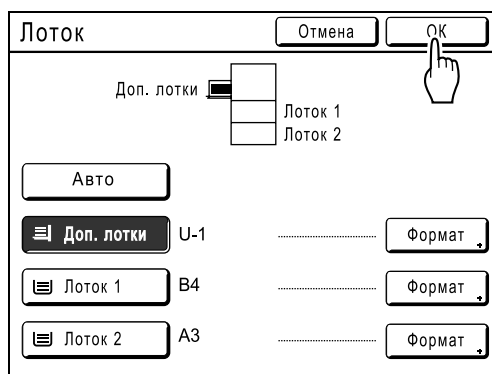 Лоток Отмена OK
Доп. лотки
Лоток 1
Лоток 2
Авто
Доп. лотки U-1 Формат
Лоток 1 B4 Формат
Лоток 2 A3 Формат